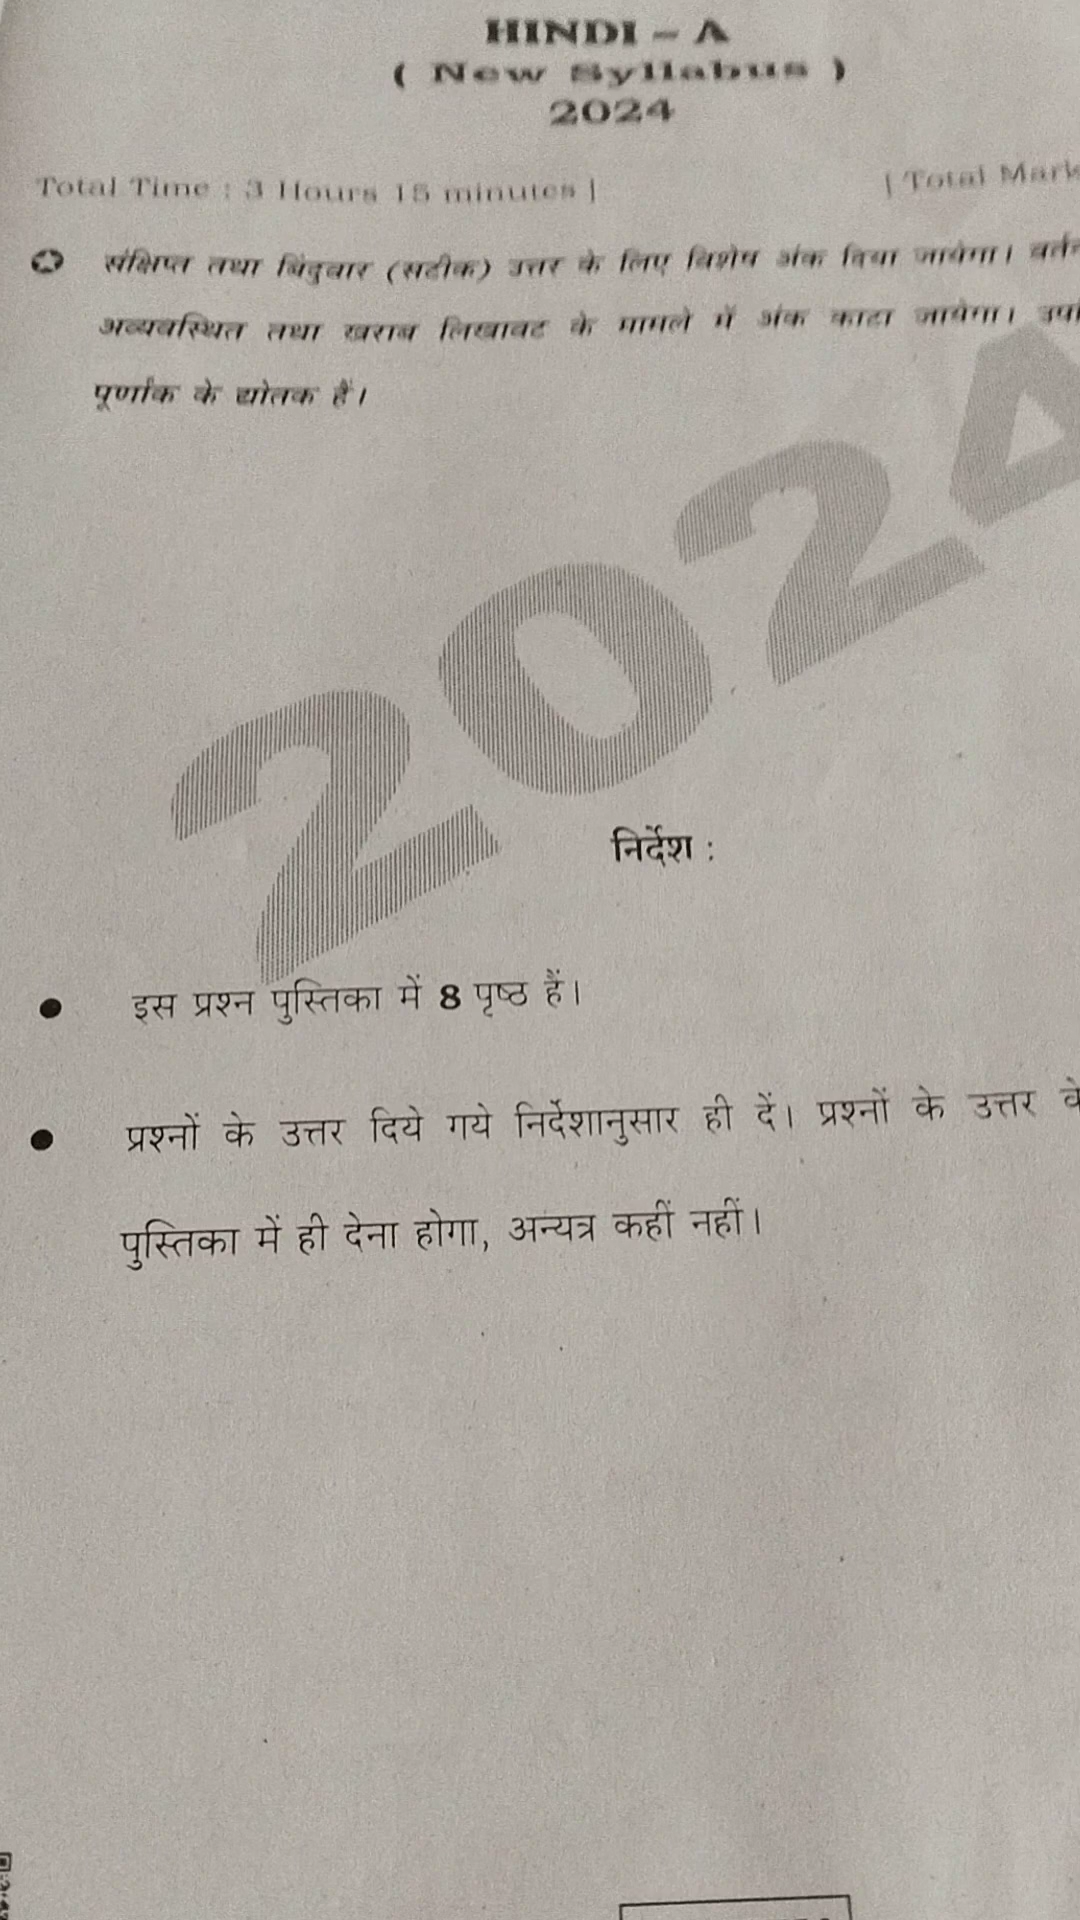 HINDI – A
( New Syllabus )
2024
Total Time : 3 Hours 15 minutes ]
[ Total
संक्षिप्त तथा बिंदुवार (सटीक) उत्तर के लिए विशेष अंक दिया जायेगा।
अव्यवस्थित तथा खराब लिखावट के मामले में अंक काटा जायेगा।
पूर्णांक के द्योतक हैं।
2024
निर्देश :
● इस प्रश्न पुस्तिका में 8 पृष्ठ हैं।
● प्रश्नों के उत्तर दिये गये निर्देशानुसार ही दें। प्रश्नों के उत्तर
पुस्तिका में ही देना होगा, अन्यत्र कहीं नहीं।